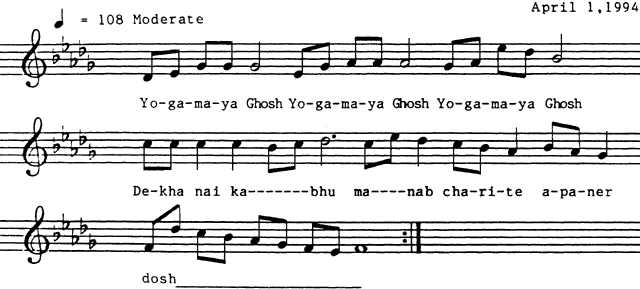 April 1,1994
♩ = 108 Moderate
Yo-ga-ma-ya Ghosh Yo-ga-ma-ya Ghosh Yo-ga-ma-ya Ghosh
De-kha nai ka-------bhu ma----nab cha-ri-te a-pa-ner
dosh